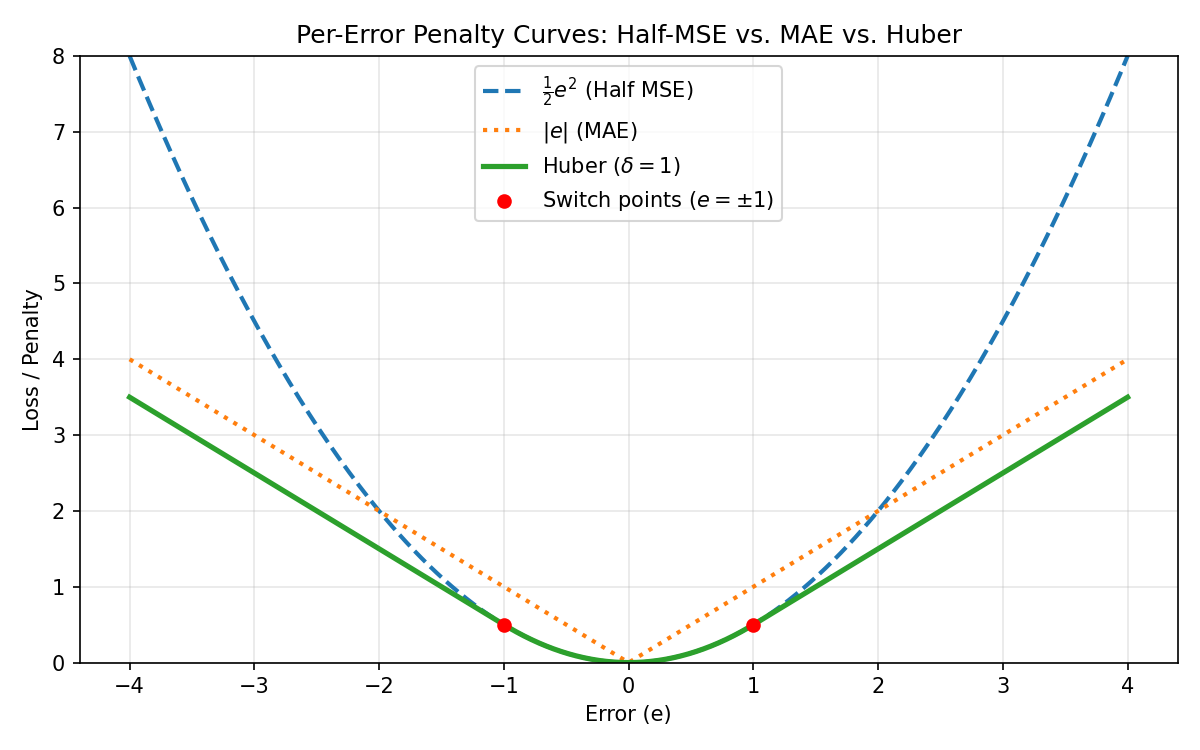 Per-Error Penalty Curves: Half-MSE vs. MAE vs. Huber
½e² (Half MSE)
|e| (MAE)
Huber (δ = 1)
Switch points (e = ±1)
Loss / Penalty
8
7
6
5
4
3
2
1
0
−4 −3 −2 −1 0 1 2 3 4
Error (e)